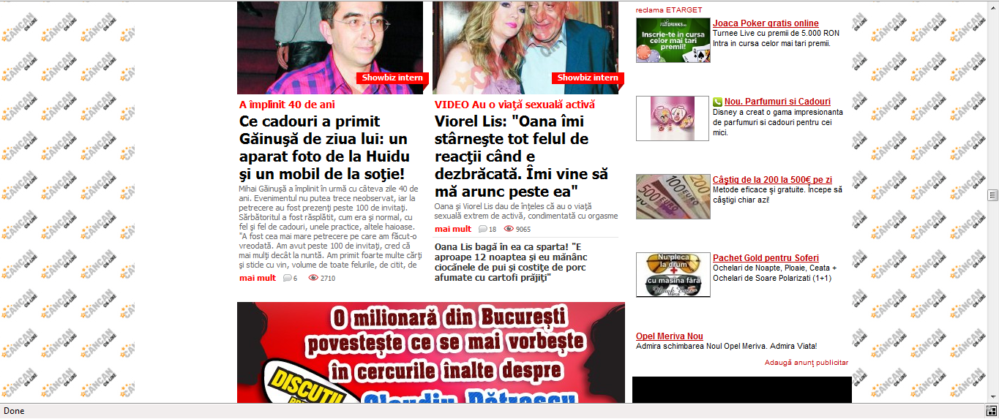 Showbiz intern
A împlinit 40 de ani
Ce cadouri a primit
Găinuşă de ziua lui: un
aparat foto de la Huidu
şi un mobil de la soţie!
Mihai Găinuşă a împlinit în urmă cu câteva zile 40 de
ani. Evenimentul nu putea trece neobservat, iar la
petrecere au fost prezenţi peste 100 de invitaţi.
Sărbătoritul a fost răsplătit, cum era şi normal, cu
fel şi fel de cadouri, unele practice, altele haioase.
"A fost cea mai mare petrecere pe care am făcut-o
vreodată. Am avut peste 100 de invitaţi, cred că
mai mulţi decât la nuntă. Am primit foarte multe cărţi
şi sticle cu vin, volume de toate felurile, de citit, de
mai mult 6 2710
Showbiz intern
VIDEO Au o viaţă sexuală activă
Viorel Lis: "Oana îmi
stârneşte tot felul de
reacţii când e
dezbrăcată. Îmi vine să
mă arunc peste ea"
Oana şi Viorel Lis dau de înţeles că au o viaţă
sexuală extrem de activă, condimentată cu orgasme
mai mult 18 9065
Oana Lis bagă în ea ca sparta! "E
aproape 12 noaptea şi eu mănânc
ciocănele de pui şi costiţe de porc
afumate cu cartofi prăjiţi"
O milionară din Bucureşti
povesteşte ce se mai vorbeşte
în cercurile înalte despre
DISCUŢII
Claudiu Pătraşcu
reclama ETARGET
DRINKS
Inscrie-te in cursa
celor mai tari
premii!
Joaca Poker gratis online
Turnee Live cu premii de 5.000 RON
Intra in cursa celor mai tari premii.
Nou. Parfumuri si Cadouri
Disney a creat o gama impresionanta
de parfumuri si cadouri pentru cei
mici.
500 EURO
100 EURO
200
Câştig de la 200 la 500€ pe zi
Metode eficace şi gratuite. Începe să
câştigi chiar azi!
Nu pleca
la drum
+
cu masina fără
Hawk Eyes
Marca
Pachet Gold pentru Soferi
Ochelari de Noapte, Ploaie, Ceata +
Ochelari de Soare Polarizati (1+1)
Opel Meriva Nou
Admira schimbarea Noul Opel Meriva. Admira Viata!
Adaugă anunţ publicitar
CANCAN
ON-LINE
Done